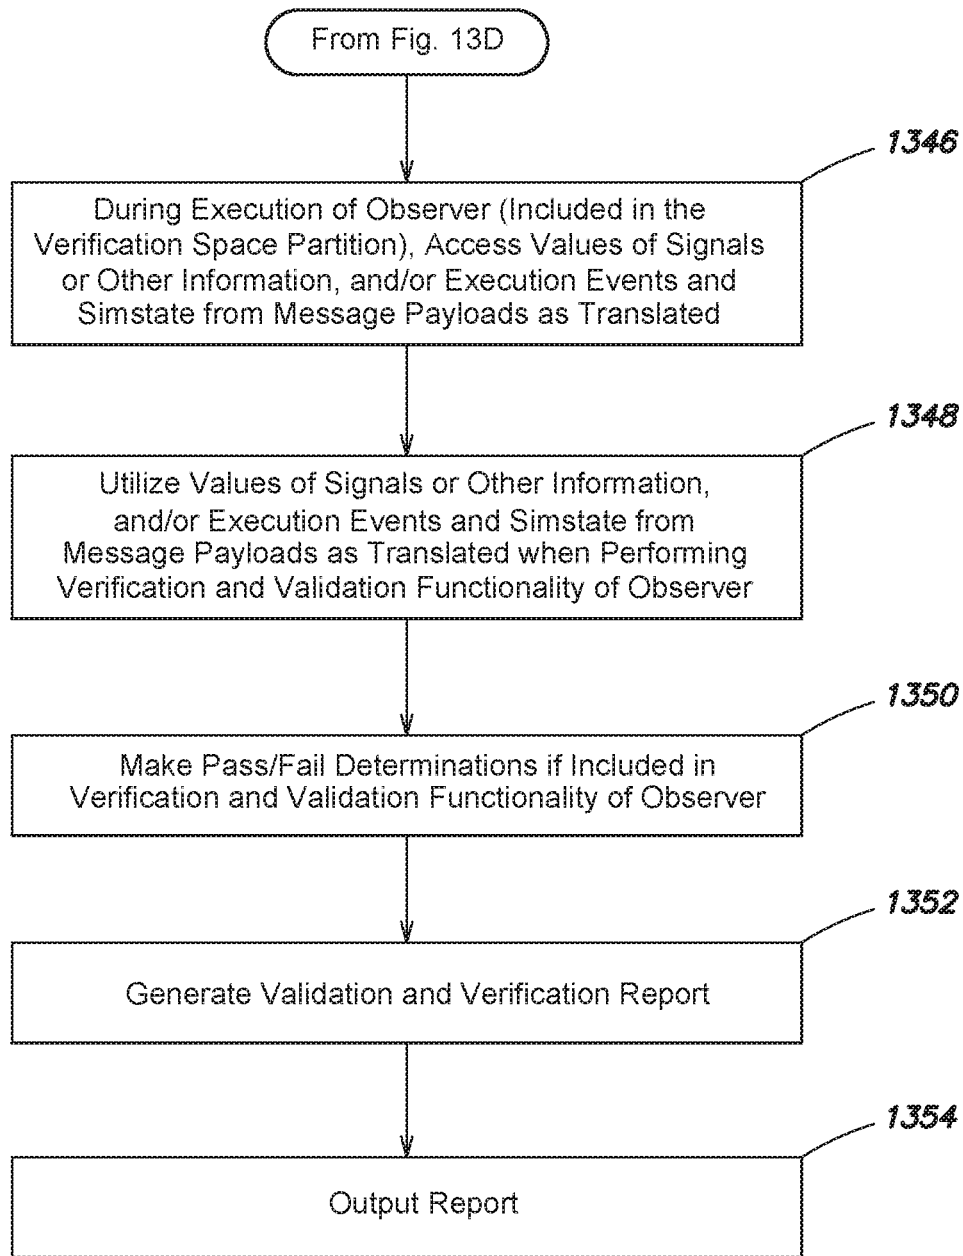 From Fig. 13D
1346
During Execution of Observer (Included in the
Verification Space Partition), Access Values of Signals
or Other Information, and/or Execution Events and
Simstate from Message Payloads as Translated
1348
Utilize Values of Signals or Other Information,
and/or Execution Events and Simstate from
Message Payloads as Translated when Performing
Verification and Validation Functionality of Observer
1350
Make Pass/Fail Determinations if Included in
Verification and Validation Functionality of Observer
1352
Generate Validation and Verification Report
1354
Output Report